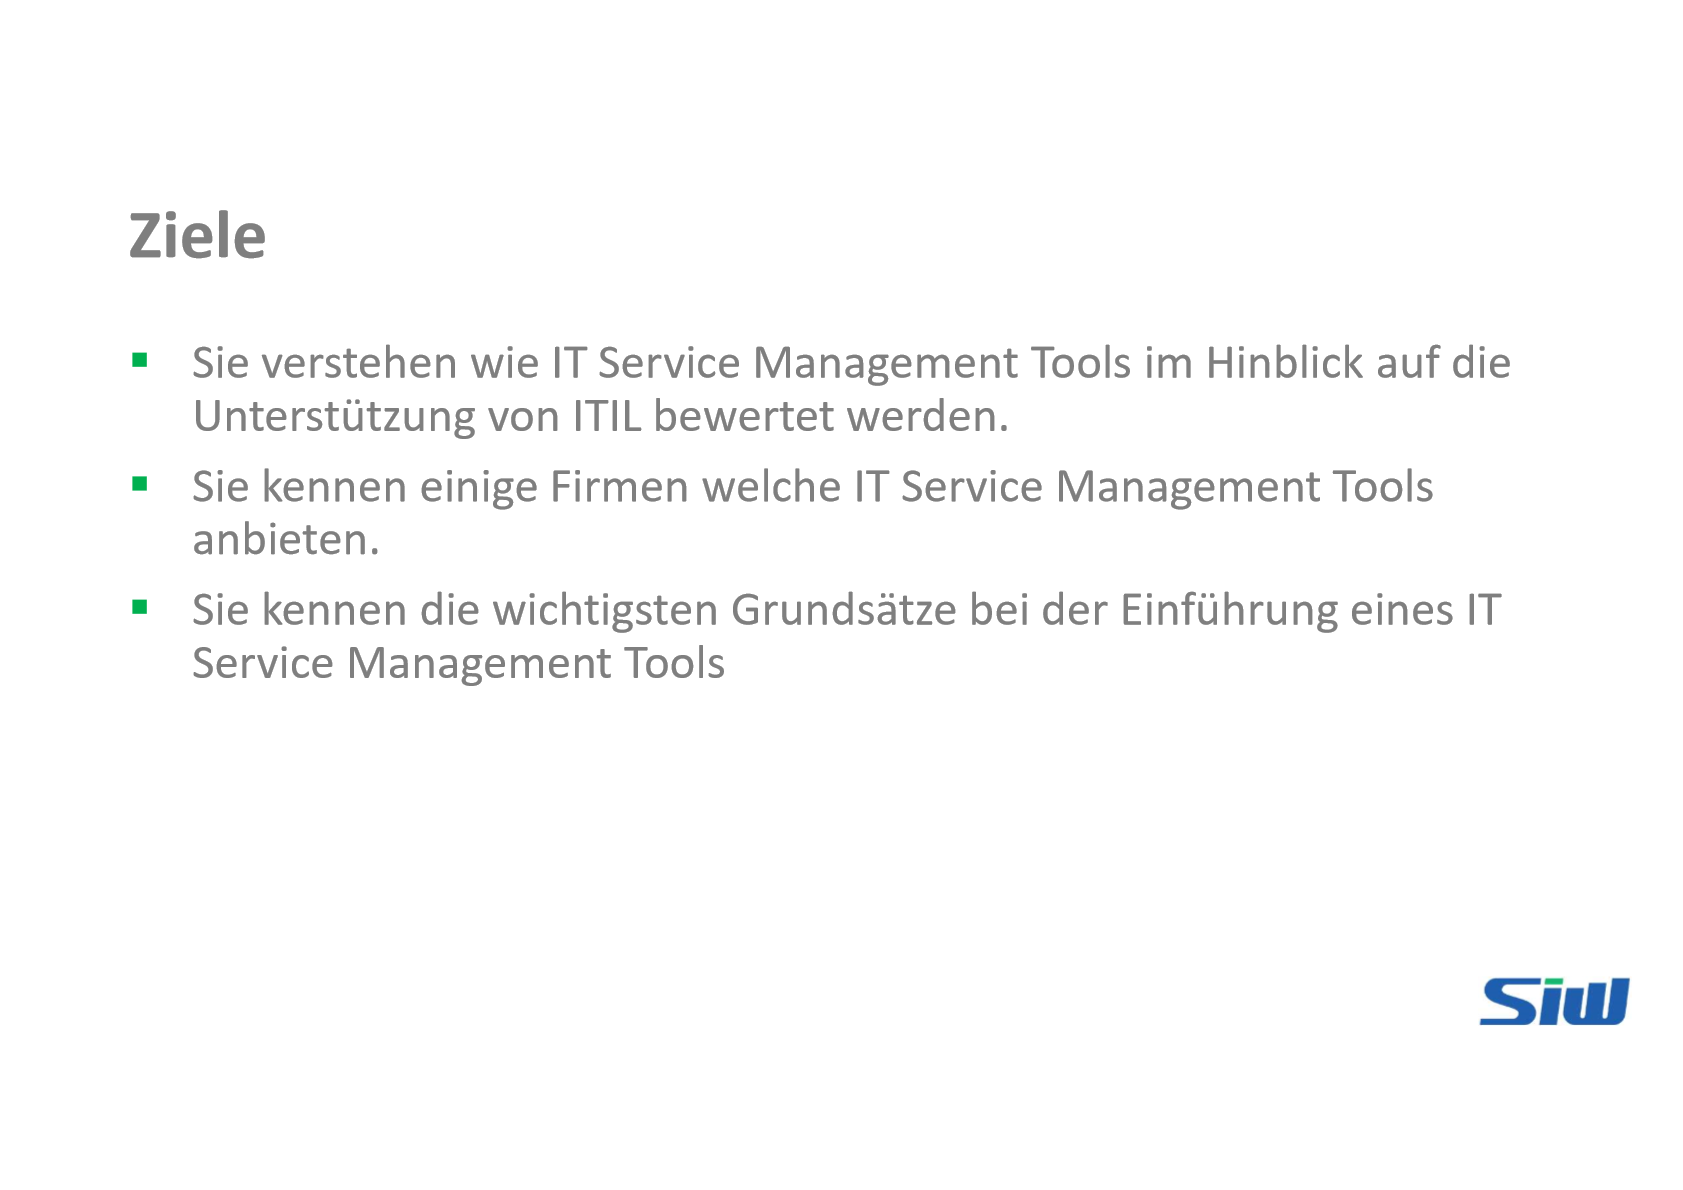 Ziele
▪ Sie verstehen wie IT Service Management Tools im Hinblick auf die
Unterstützung von ITIL bewertet werden.
▪ Sie kennen einige Firmen welche IT Service Management Tools
anbieten.
▪ Sie kennen die wichtigsten Grundsätze bei der Einführung eines IT
Service Management Tools
Siw